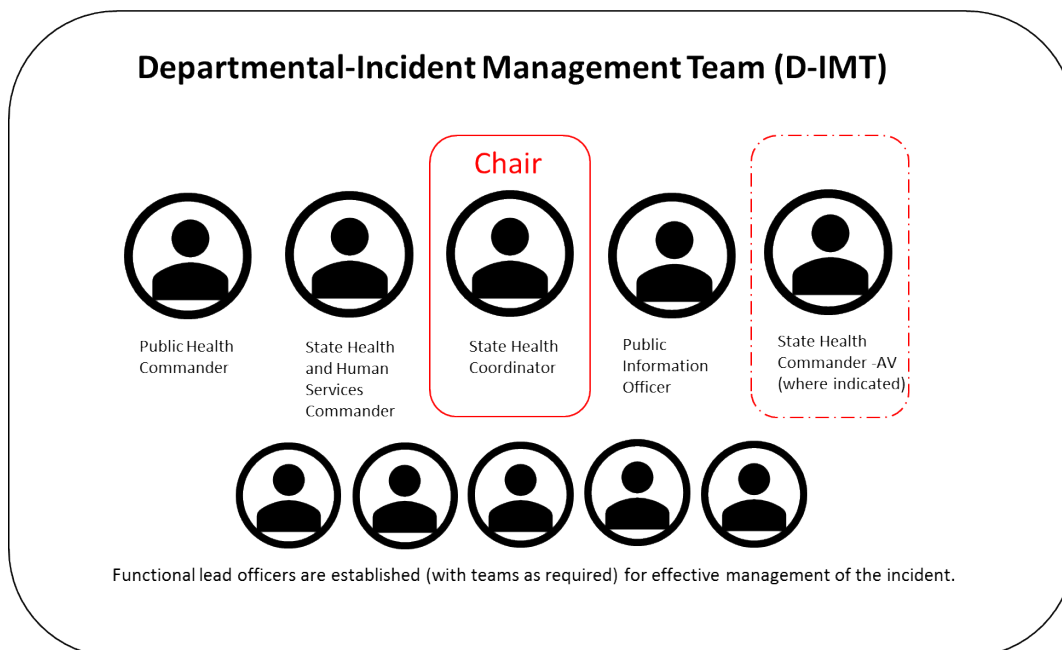 Departmental-Incident Management Team (D-IMT)
Chair
Public Health
Commander
State Health
and Human
Services
Commander
State Health
Coordinator
Public
Information
Officer
State Health
Commander -AV
(where indicated)
Functional lead officers are established (with teams as required) for effective management of the incident.